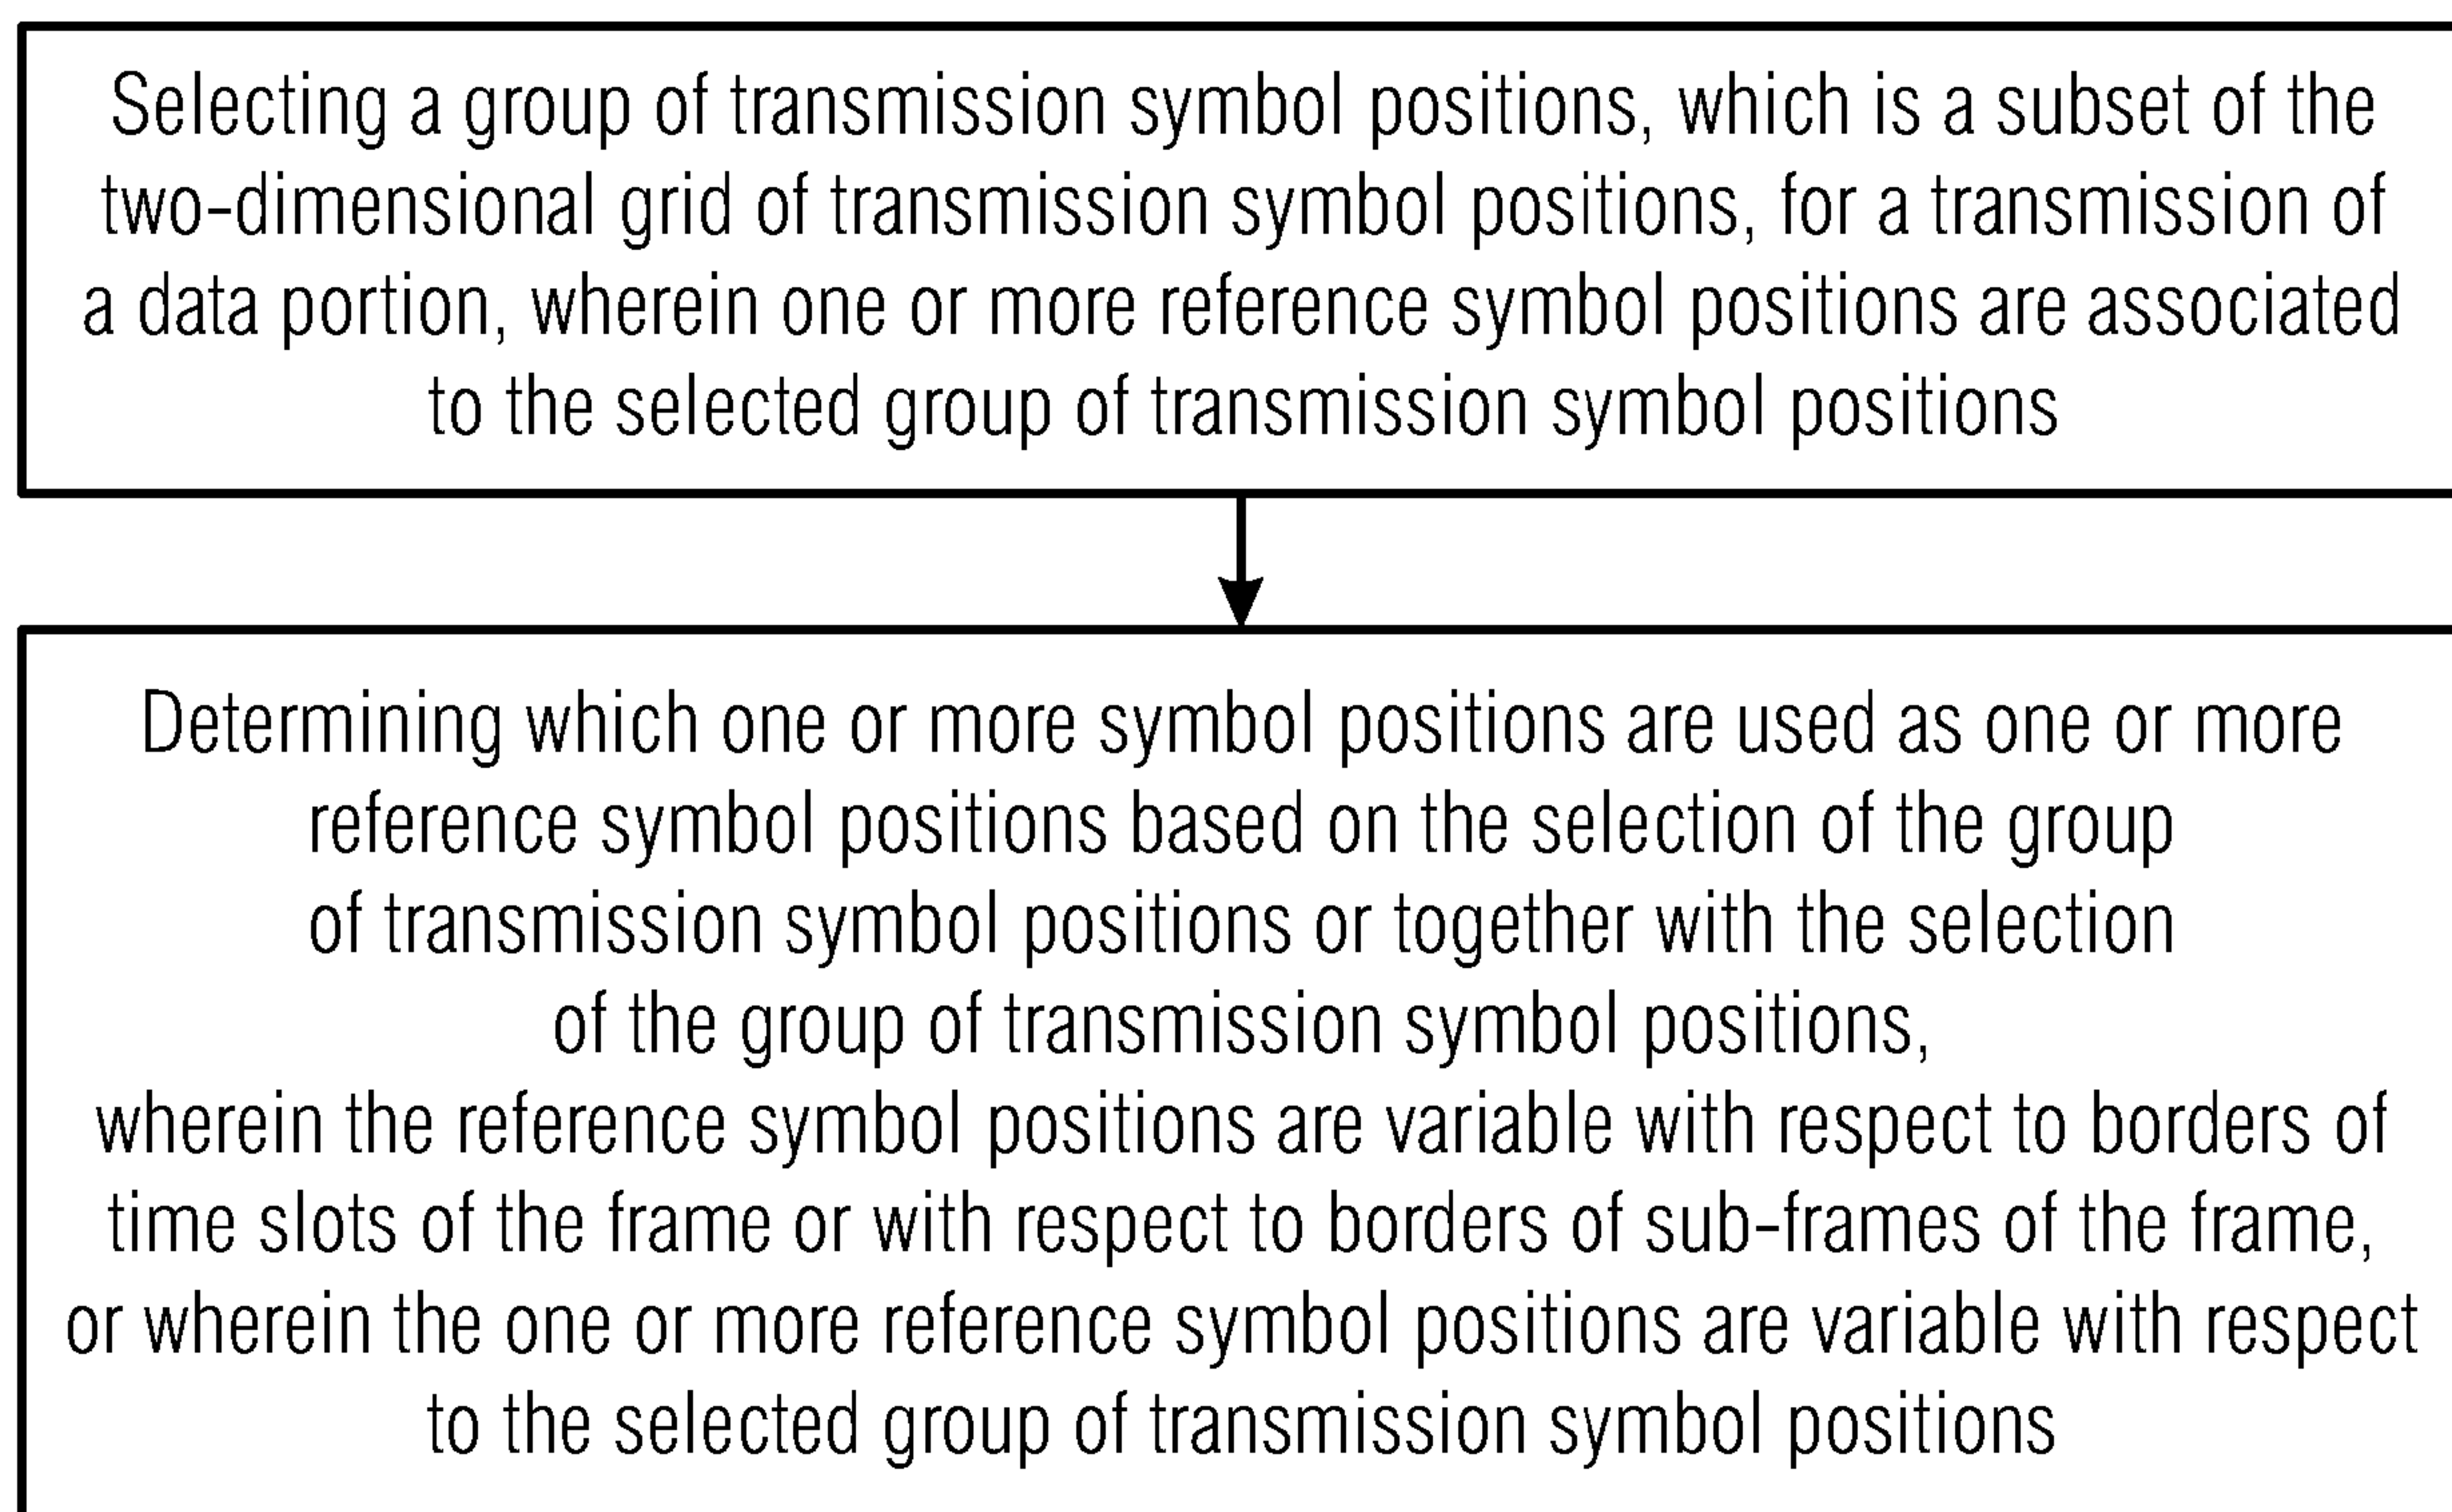 Selecting a group of transmission symbol positions, which is a subset of the
two-dimensional grid of transmission symbol positions, for a transmission of
a data portion, wherein one or more reference symbol positions are associated
to the selected group of transmission symbol positions
Determining which one or more symbol positions are used as one or more
reference symbol positions based on the selection of the group
of transmission symbol positions or together with the selection
of the group of transmission symbol positions,
wherein the reference symbol positions are variable with respect to borders of
time slots of the frame or with respect to borders of sub-frames of the frame,
or wherein the one or more reference symbol positions are variable with respect
to the selected group of transmission symbol positions